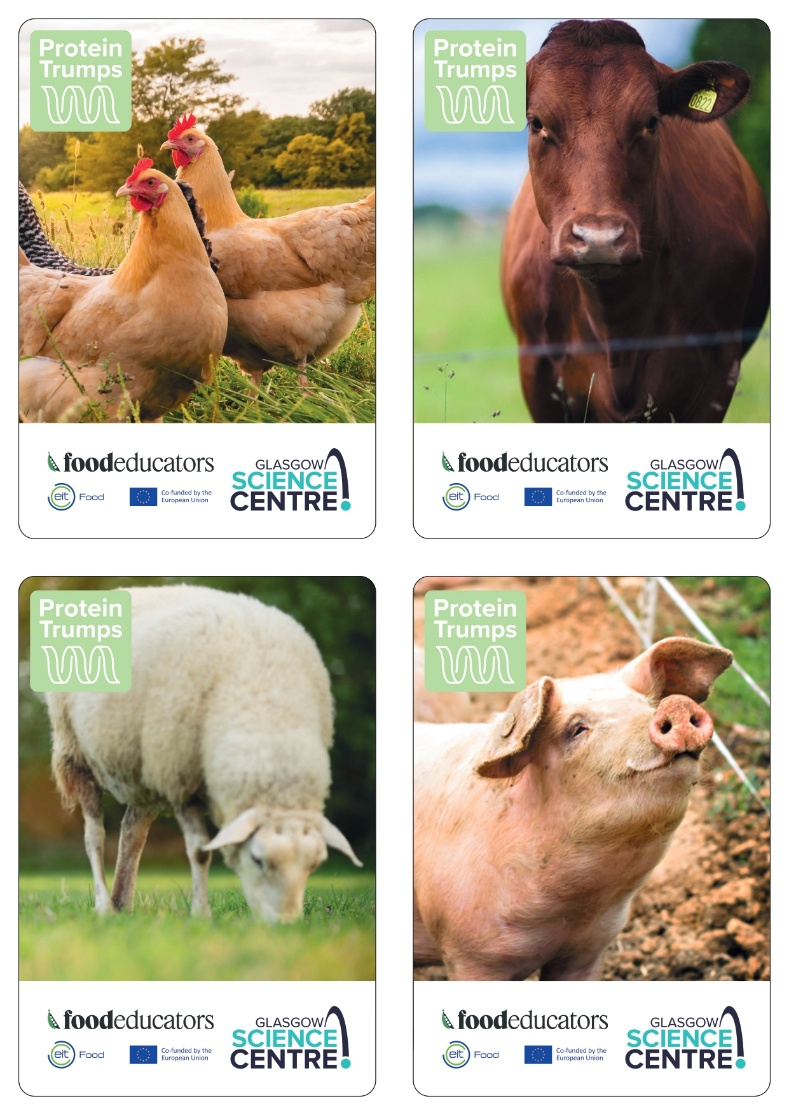 Protein
Trumps
foodeducators
eit Food
Co-funded by the
European Union
GLASGOW
SCIENCE
CENTRE
Protein
Trumps
0822
foodeducators
eit Food
Co-funded by the
European Union
GLASGOW
SCIENCE
CENTRE
Protein
Trumps
foodeducators
eit Food
Co-funded by the
European Union
GLASGOW
SCIENCE
CENTRE
Protein
Trumps
foodeducators
eit Food
Co-funded by the
European Union
GLASGOW
SCIENCE
CENTRE